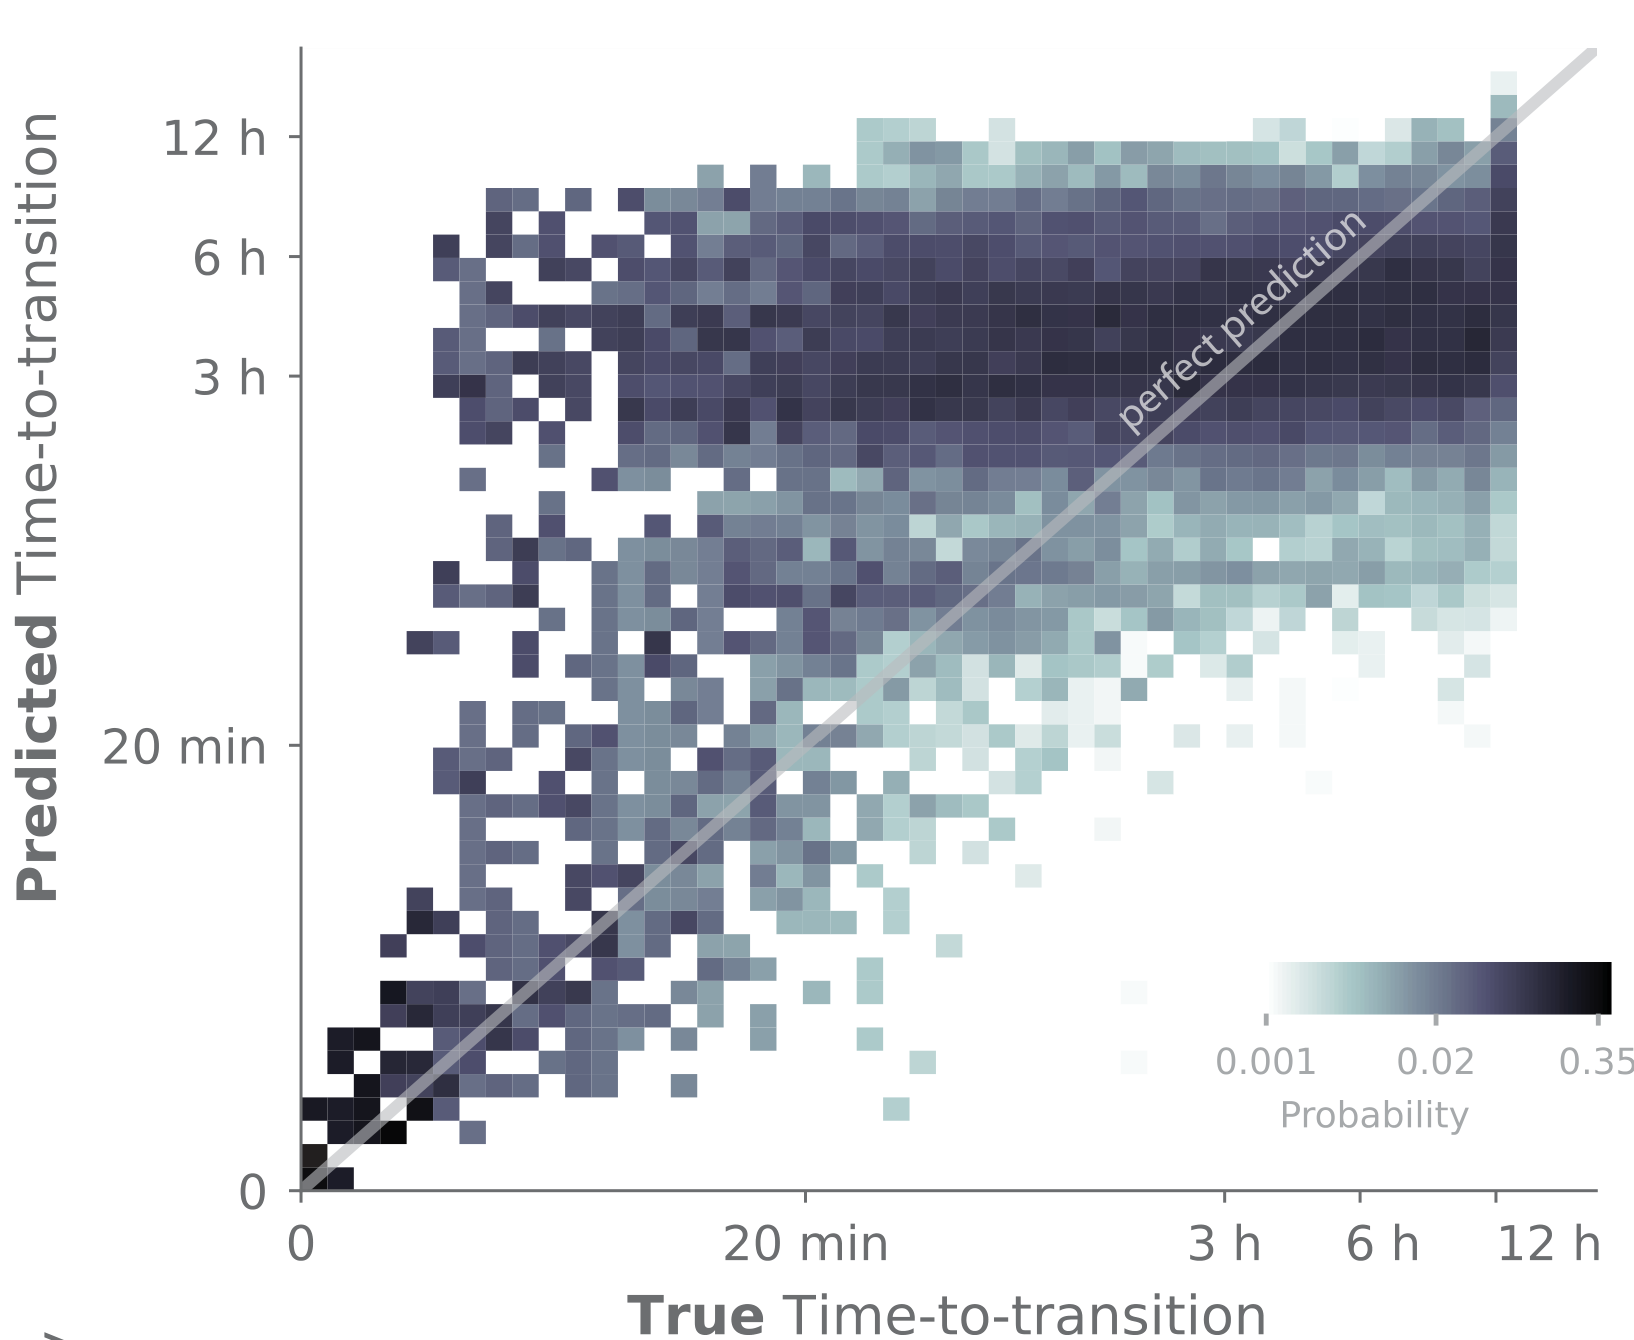 Predicted Time-to-transition
12 h
6 h
3 h
20 min
0
perfect prediction
0.001 0.02 0.35
Probability
0 20 min 3 h 6 h 12 h
True Time-to-transition